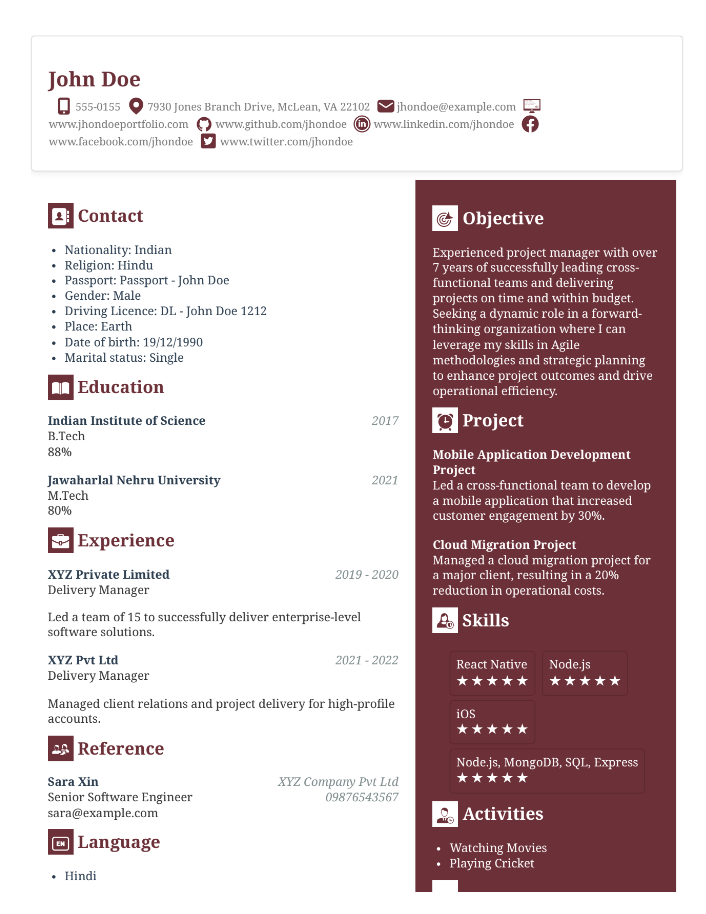 John Doe
555-0155 7930 Jones Branch Drive, McLean, VA 22102 jhondoe@example.com
www.jhondoeportfolio.com www.github.com/jhondoe www.linkedin.com/jhondoe
www.facebook.com/jhondoe www.twitter.com/jhondoe
Contact
Nationality: Indian
Religion: Hindu
Passport: Passport - John Doe
Gender: Male
Driving Licence: DL - John Doe 1212
Place: Earth
Date of birth: 19/12/1990
Marital status: Single
Education
Indian Institute of Science 2017
B.Tech
88%
Jawaharlal Nehru University 2021
M.Tech
80%
Experience
XYZ Private Limited 2019 - 2020
Delivery Manager
Led a team of 15 to successfully deliver enterprise-level
software solutions.
XYZ Pvt Ltd 2021 - 2022
Delivery Manager
Managed client relations and project delivery for high-profile
accounts.
Reference
Sara Xin XYZ Company Pvt Ltd
Senior Software Engineer 09876543567
sara@example.com
EN Language
Hindi
Objective
Experienced project manager with over
7 years of successfully leading cross-
functional teams and delivering
projects on time and within budget.
Seeking a dynamic role in a forward-
thinking organization where I can
leverage my skills in Agile
methodologies and strategic planning
to enhance project outcomes and drive
operational efficiency.
Project
Mobile Application Development
Project
Led a cross-functional team to develop
a mobile application that increased
customer engagement by 30%.
Cloud Migration Project
Managed a cloud migration project for
a major client, resulting in a 20%
reduction in operational costs.
Skills
React Native Node.js
★★★★★ ★★★★★
iOS
★★★★★
Node.js, MongoDB, SQL, Express
★★★★★
Activities
Watching Movies
Playing Cricket